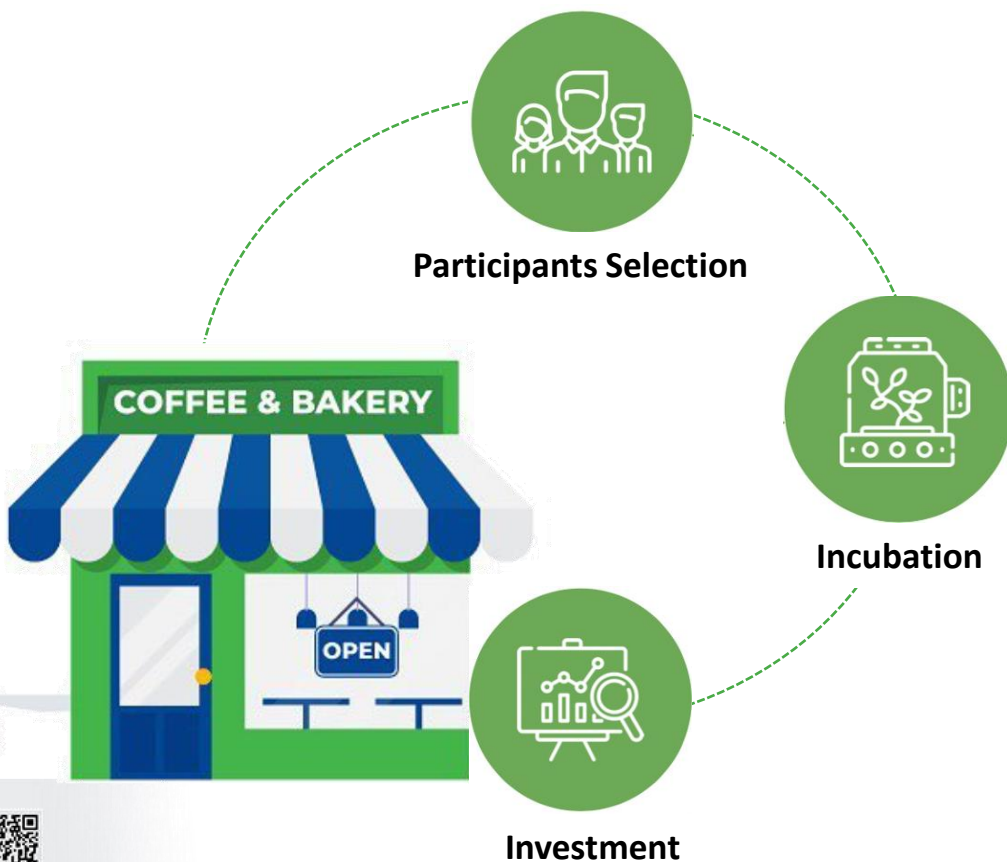 Participants Selection
COFFEE & BAKERY
Incubation
OPEN
Investment